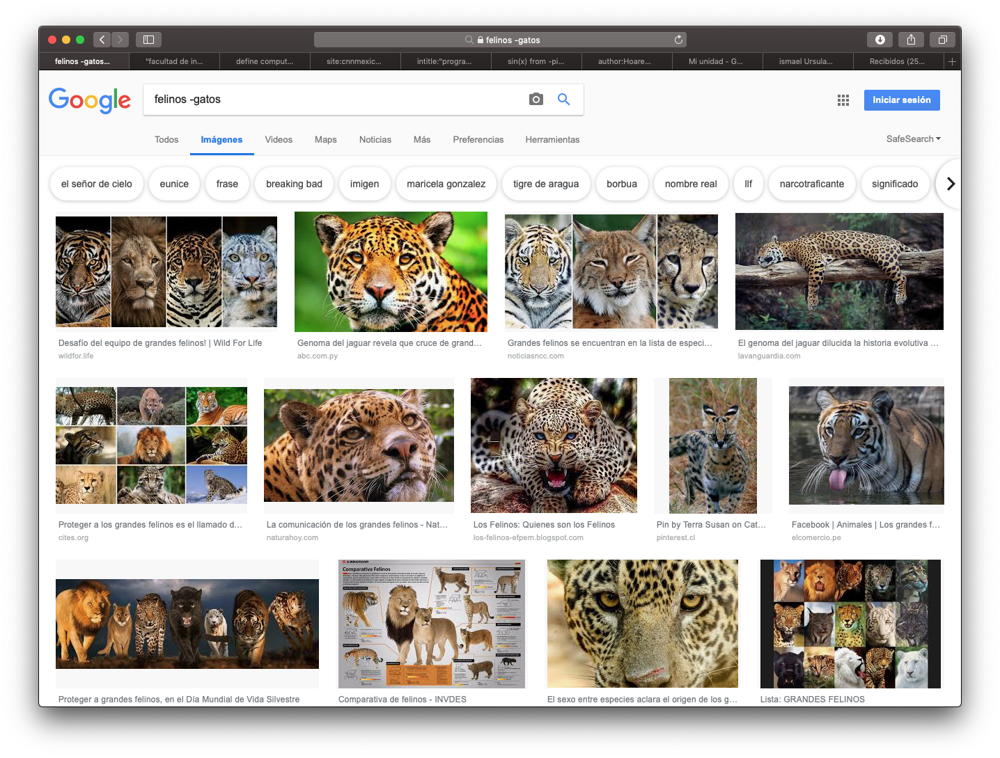 felinos -gatos
felinos -gatos...
"facultad de in...
define comput...
site:cnnmexic...
intitle:"progra...
sin(x) from -pi...
author:Hoare...
Mi unidad - G...
ismael Ursula...
Recibidos (25...
Google
felinos -gatos
Iniciar sesión
Todos
Imágenes
Videos
Maps
Noticias
Más
Preferencias
Herramientas
SafeSearch
el señor de cielo
eunice
frase
breaking bad
imigen
maricela gonzalez
tigre de aragua
borbua
nombre real
llf
narcotraficante
significado
Desafío del equipo de grandes felinos! | Wild For Life
wildfor.life
Genoma del jaguar revela que cruce de grand...
abc.com.py
Grandes felinos se encuentran en la lista de especi...
noticiasncc.com
El genoma del jaguar dilucida la historia evolutiva ...
lavanguardia.com
Proteger a los grandes felinos es el llamado d...
cites.org
La comunicación de los grandes felinos - Nat...
naturahoy.com
Los Felinos: Quienes son los Felinos
los-felinos-efpem.blogspot.com
Pin by Terra Susan on Cat...
pinterest.cl
Facebook | Animales | Los grandes f...
elcomercio.pe
Comparativa Felinos
Proteger a grandes felinos, en el Día Mundial de Vida Silvestre
Comparativa de felinos - INVDES
El sexo entre especies aclara el origen de los g...
Lista: GRANDES FELINOS